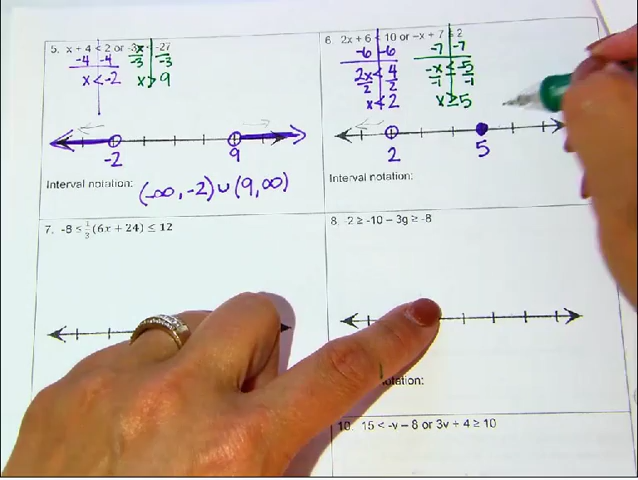 5. x + 4 < 2 or -3x < -27
-4 -4 -3 -3
x < -2 x > 9
-2 9
Interval notation: (-∞, -2) ∪ (9, ∞)
6. 2x + 6 < 10 or -x + 7 ≤ 2
-6 -6 -7 -7
2x < 4 -x ≤ -5
2 2 -1 -1
x < 2 x ≥ 5
2 5
Interval notation:
7. -8 ≤ 1/3(6x + 24) ≤ 12
8. -2 ≥ -10 – 3g ≥ -8
notation:
10. 15 < -v – 8 or 3v + 4 ≥ 10